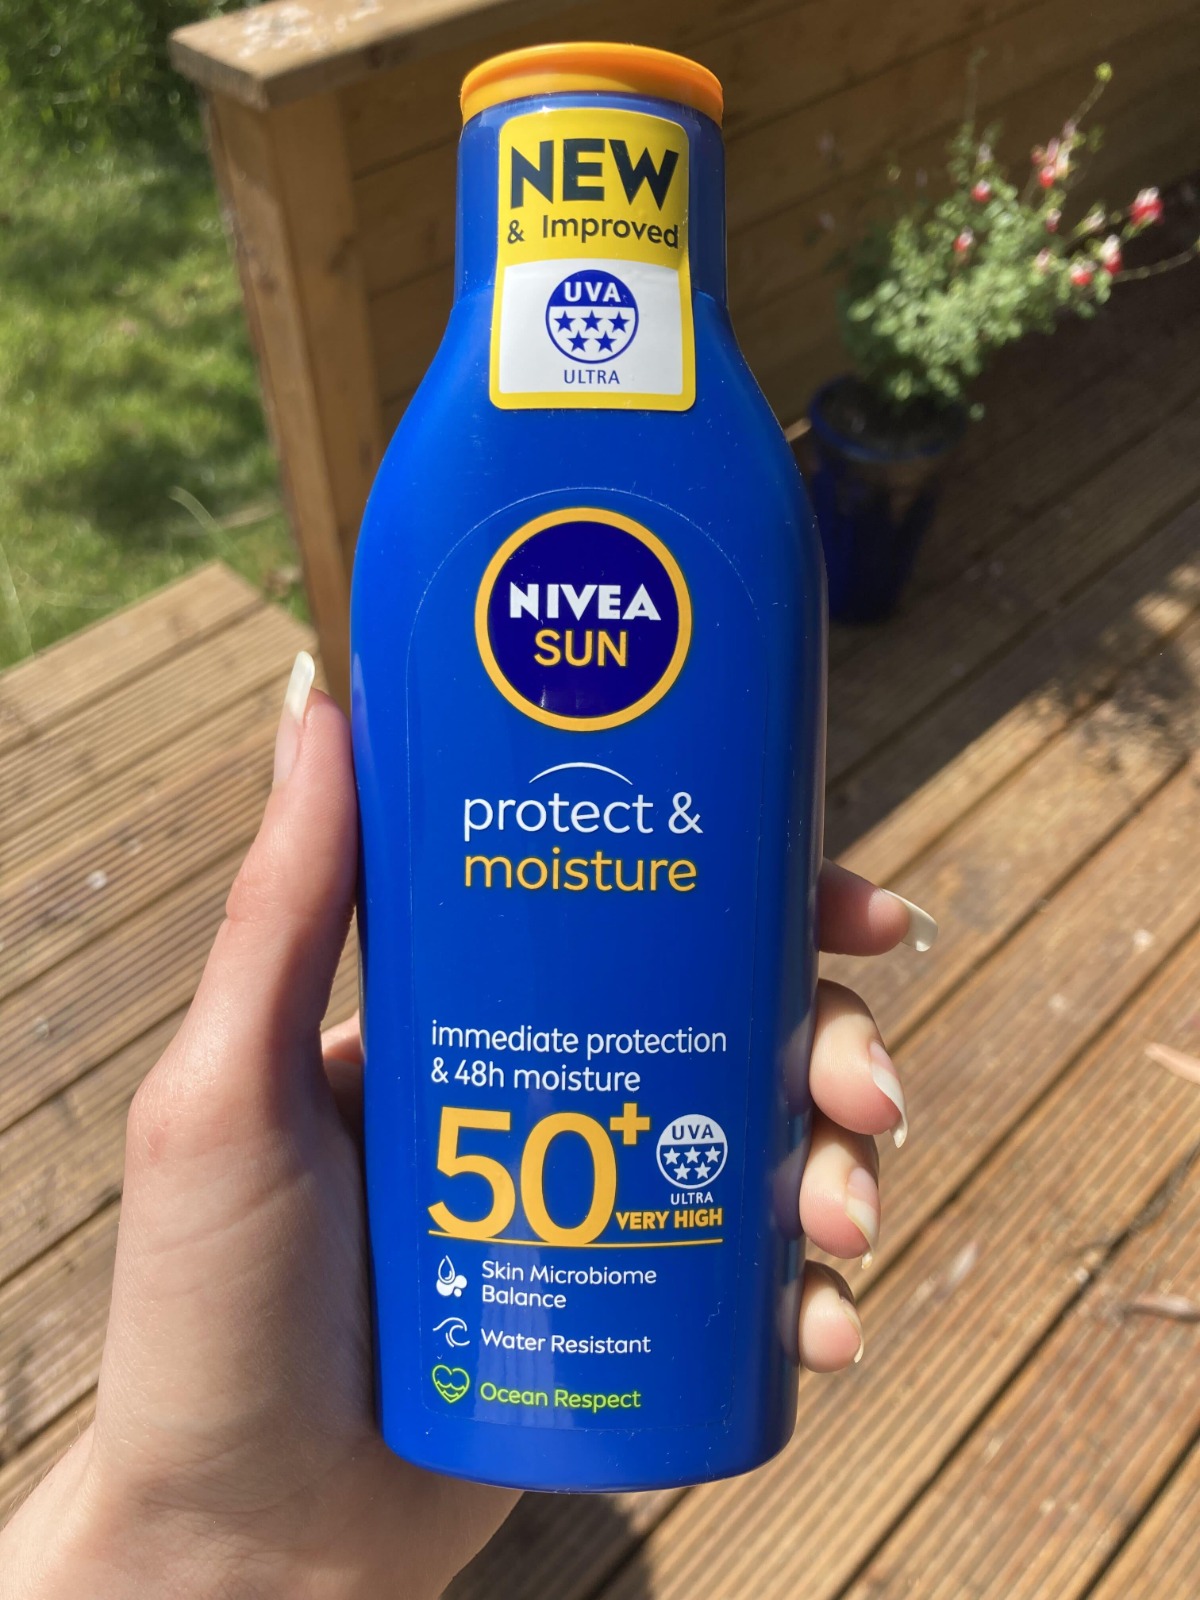 NEW
& Improved
UVA
ULTRA
NIVEA
SUN
protect &
moisture
immediate protection
& 48h moisture
50+
UVA
ULTRA
VERY HIGH
Skin Microbiome
Balance
Water Resistant
Ocean Respect